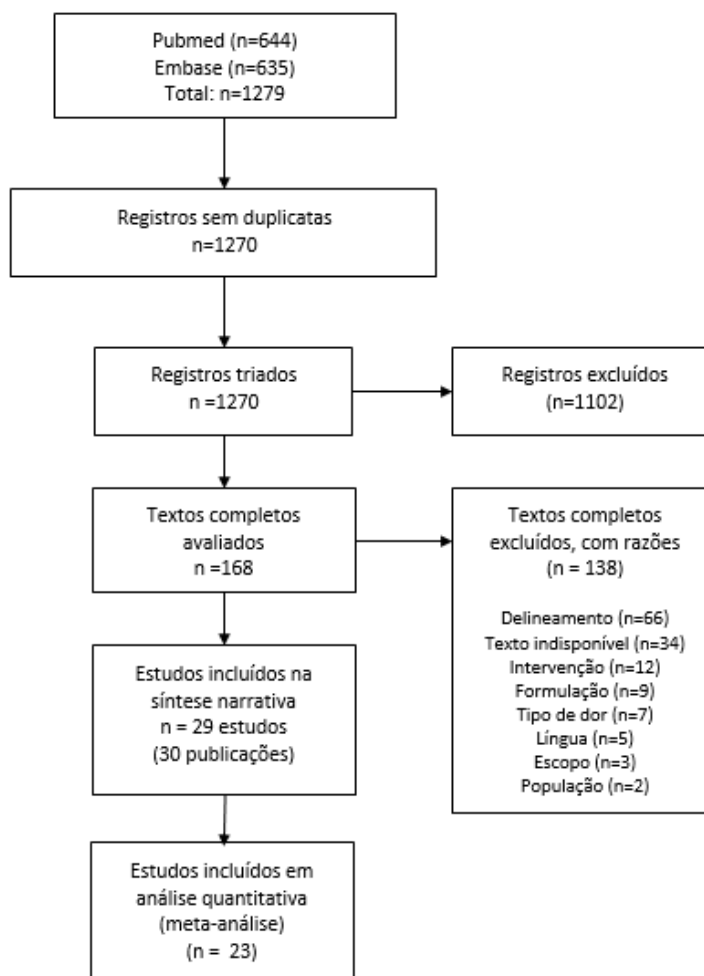 Pubmed (n=644)
Embase (n=635)
Total: n=1279
Registros sem duplicatas
n=1270
Registros triados
n =1270
Registros excluídos
(n=1102)
Textos completos
avaliados
n =168
Textos completos
excluídos, com razões
(n = 138)
Delineamento (n=66)
Texto indisponível (n=34)
Intervenção (n=12)
Formulação (n=9)
Tipo de dor (n=7)
Língua (n=5)
Escopo (n=3)
População (n=2)
Estudos incluídos na
síntese narrativa
n = 29 estudos
(30 publicações)
Estudos incluídos em
análise quantitativa
(meta-análise)
(n = 23)